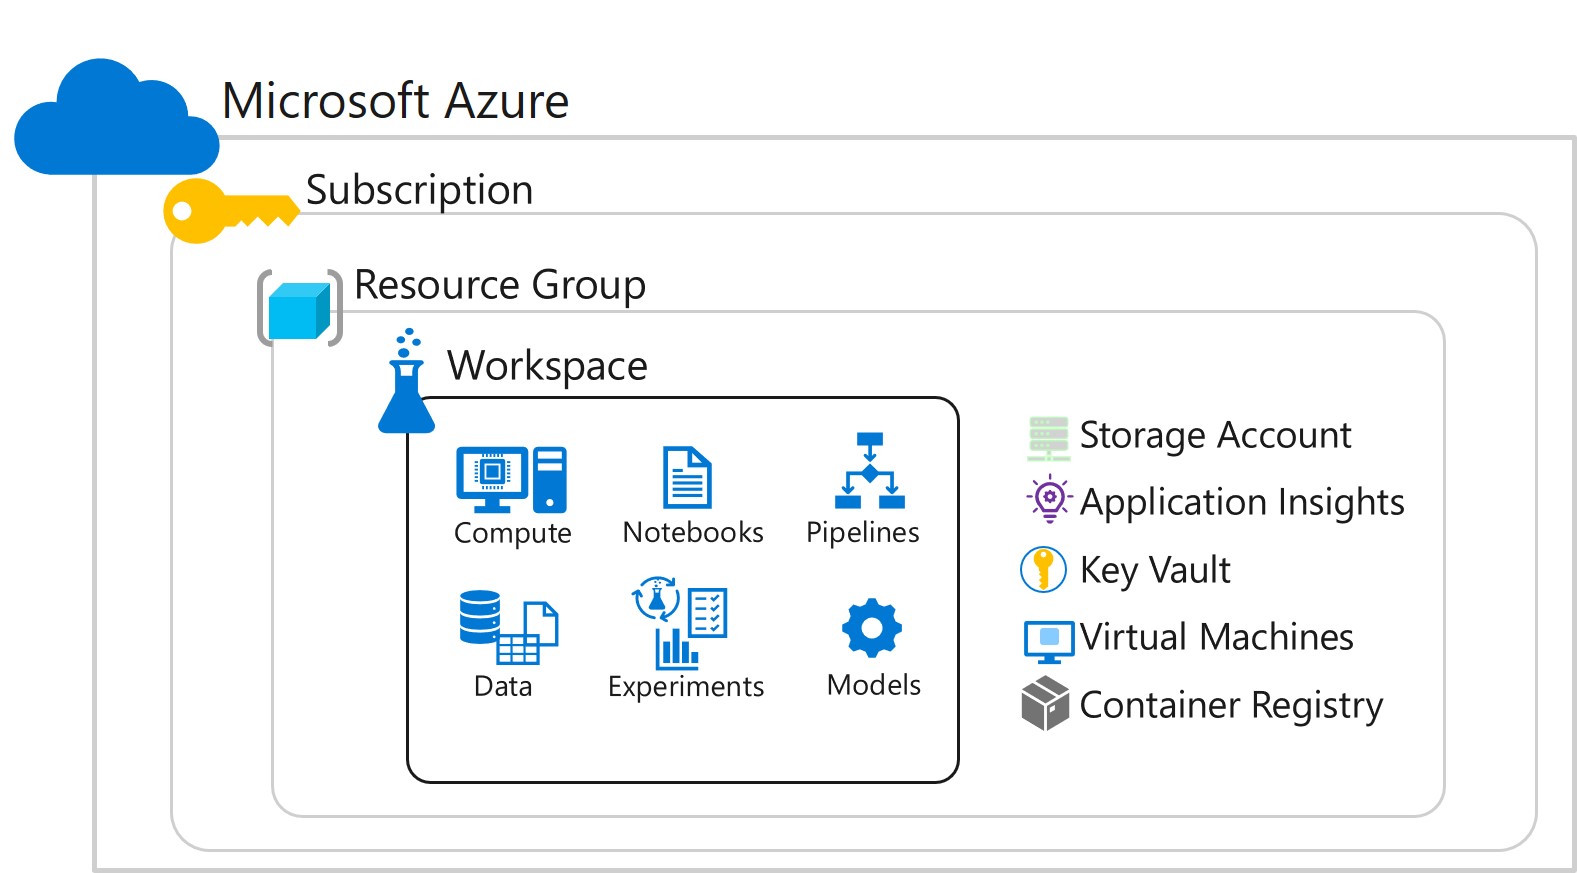 Microsoft Azure
Subscription
Resource Group
Workspace
Compute
Notebooks
Pipelines
Data
Experiments
Models
Storage Account
Application Insights
Key Vault
Virtual Machines
Container Registry